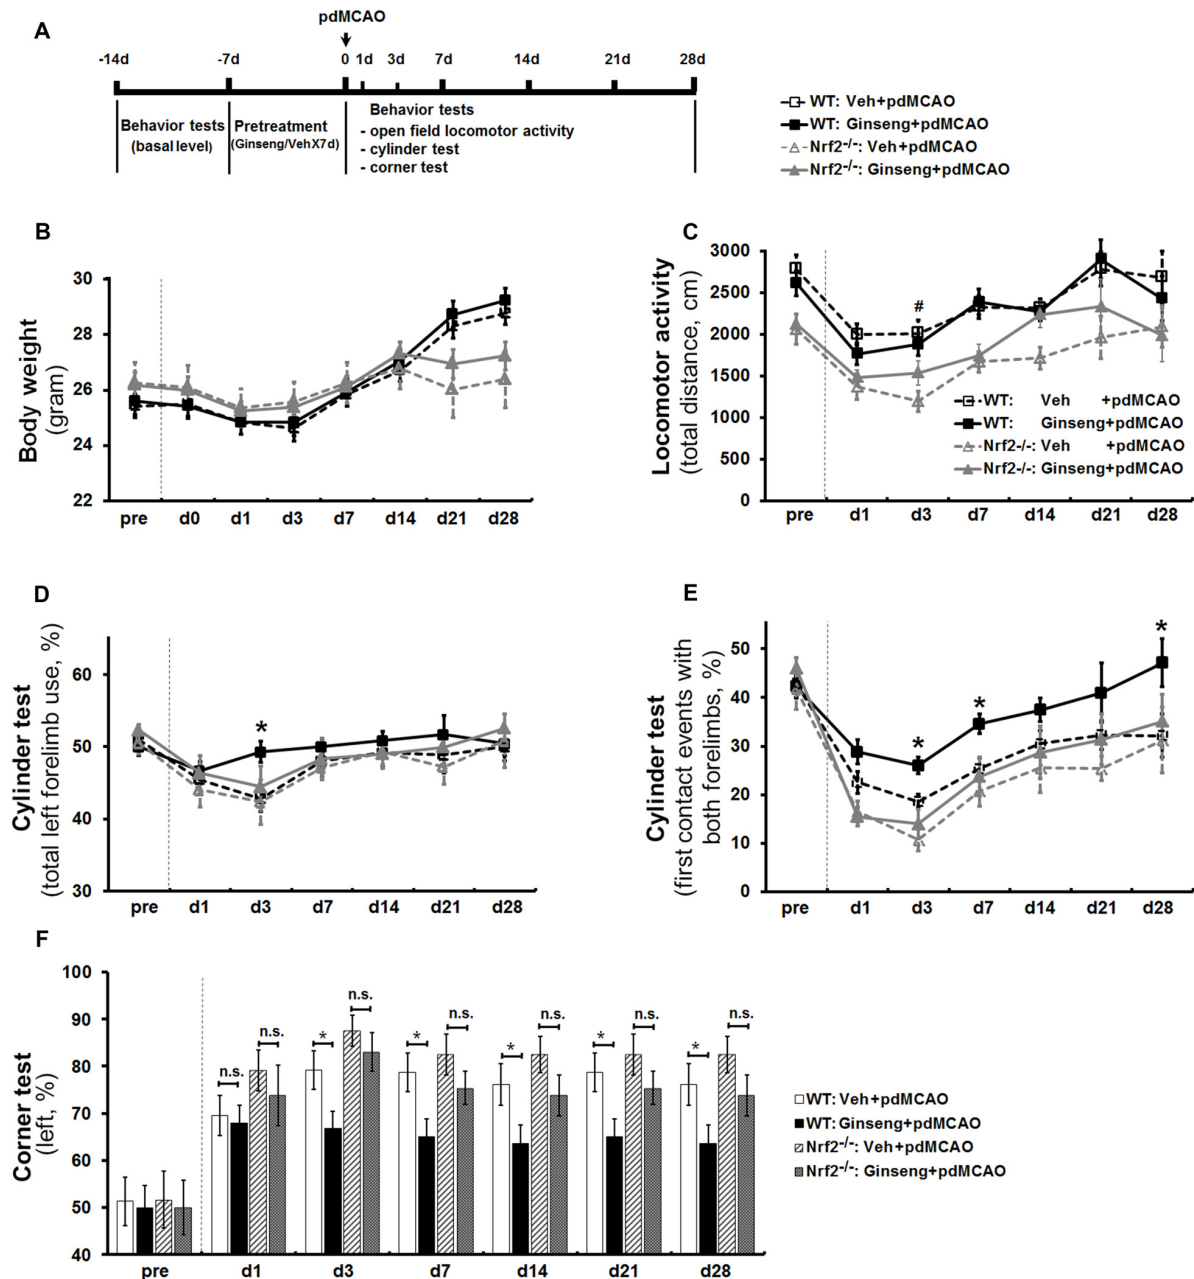 A
pdMCAO
-14d -7d 0 1d 3d 7d 14d 21d 28d
Behavior tests
(basal level)
Pretreatment
(Ginseng/VehX7d)
Behavior tests
- open field locomotor activity
- cylinder test
- corner test
WT: Veh+pdMCAO
WT: Ginseng+pdMCAO
Nrf2-/-: Veh+pdMCAO
Nrf2-/-: Ginseng+pdMCAO
B
Body weight
(gram)
30
28
26
24
22
pre d0 d1 d3 d7 d14 d21 d28
C
Locomotor activity
(total distance, cm)
3000
2500
2000
1500
1000
500
0
#
WT: Veh +pdMCAO
WT: Ginseng+pdMCAO
Nrf2-/-: Veh +pdMCAO
Nrf2-/-: Ginseng+pdMCAO
pre d1 d3 d7 d14 d21 d28
D
Cylinder test
(total left forelimb use, %)
60
50
40
30
*
pre d1 d3 d7 d14 d21 d28
E
Cylinder test
(first contact events with
both forelimbs, %)
50
40
30
20
10
0
* * *
pre d1 d3 d7 d14 d21 d28
F
Corner test
(left, %)
100
90
80
70
60
50
40
n.s. n.s. * n.s. * n.s. * n.s. * n.s. * n.s.
pre d1 d3 d7 d14 d21 d28
WT: Veh+pdMCAO
WT: Ginseng+pdMCAO
Nrf2-/-: Veh+pdMCAO
Nrf2-/-: Ginseng+pdMCAO